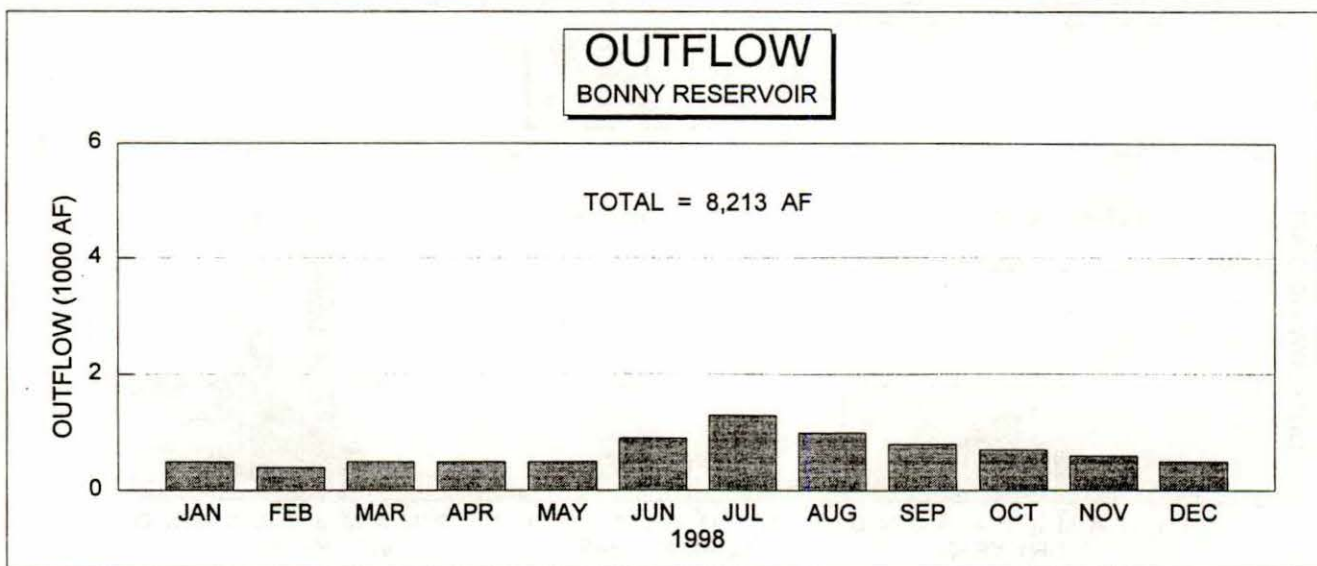 OUTFLOW
BONNY RESERVOIR
TOTAL = 8,213 AF
OUTFLOW (1000 AF)
6
4
2
0
JAN FEB MAR APR MAY JUN JUL AUG SEP OCT NOV DEC
1998